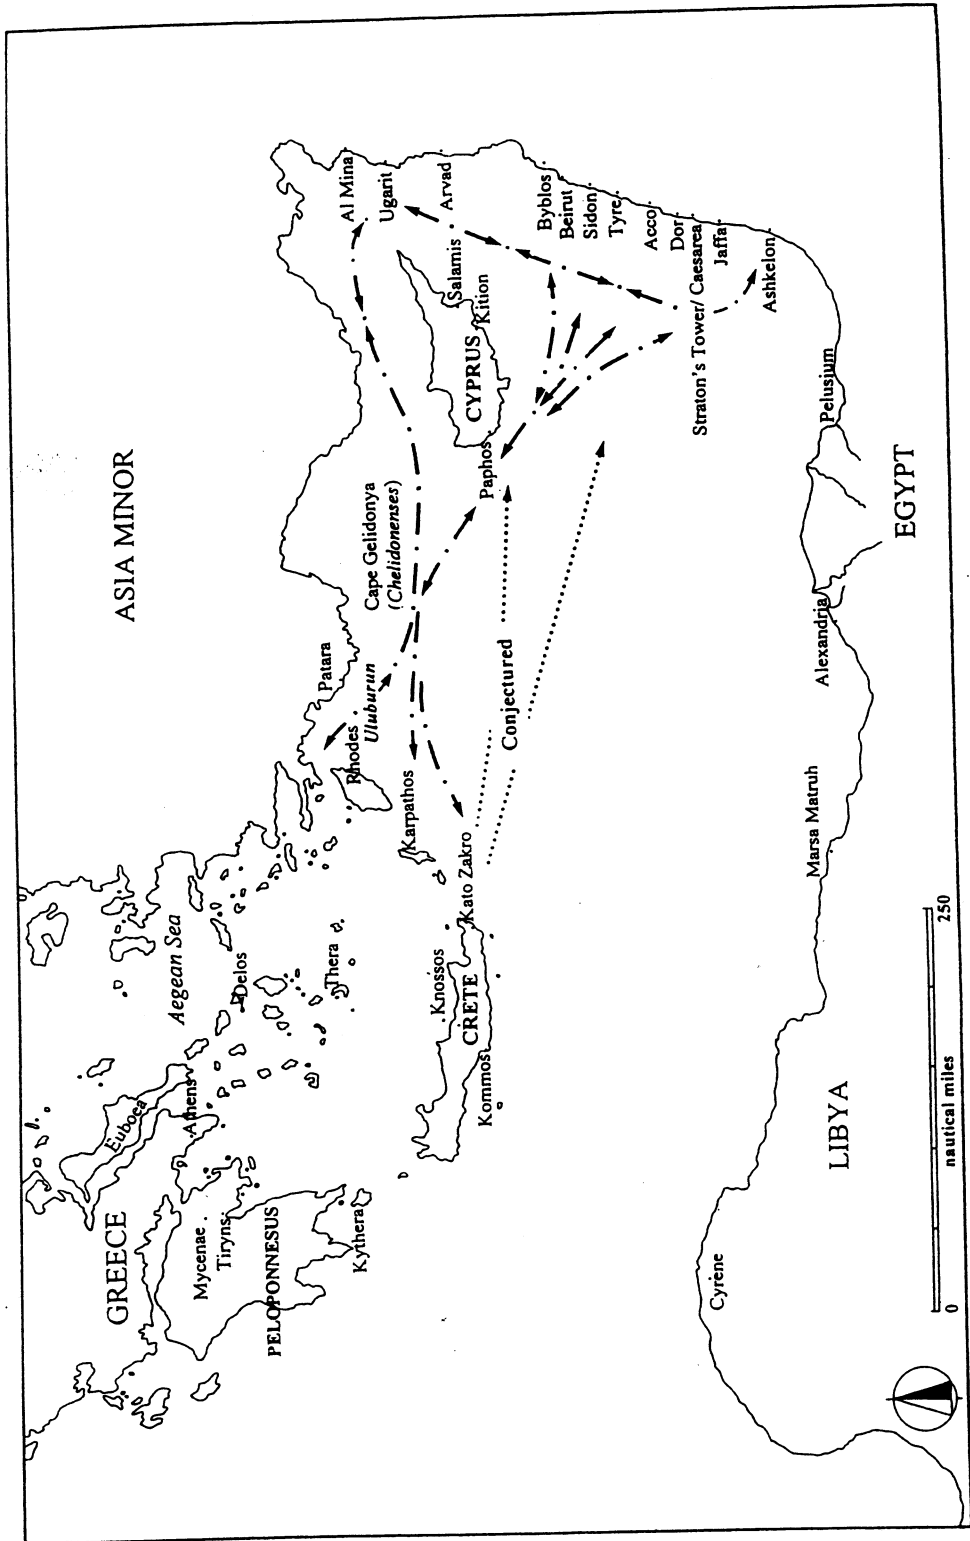 GREECE
Euboea
Athens
Aegean Sea
ASIA MINOR
Mycenae
Tiryns
PELOPONNESUS
Kythera
Delos
Thera
Rhodes
Patara
Uluburun
Cape Gelidonya
(Chelidonenses)
Karpathos
Knossos
CRETE
Kato Zakro
Kommos
Paphos
CYPRUS
Salamis
Kition
Al Mina
Ugarit
Arvad
Byblos
Beirut
Sidon
Tyre
Acco
Dor
Straton's Tower/ Caesarea
Jaffa
Ashkelon
Conjectured
Cyrene
LIBYA
Marsa Matruh
Alexandria
Pelusium
EGYPT
0
250
nautical miles